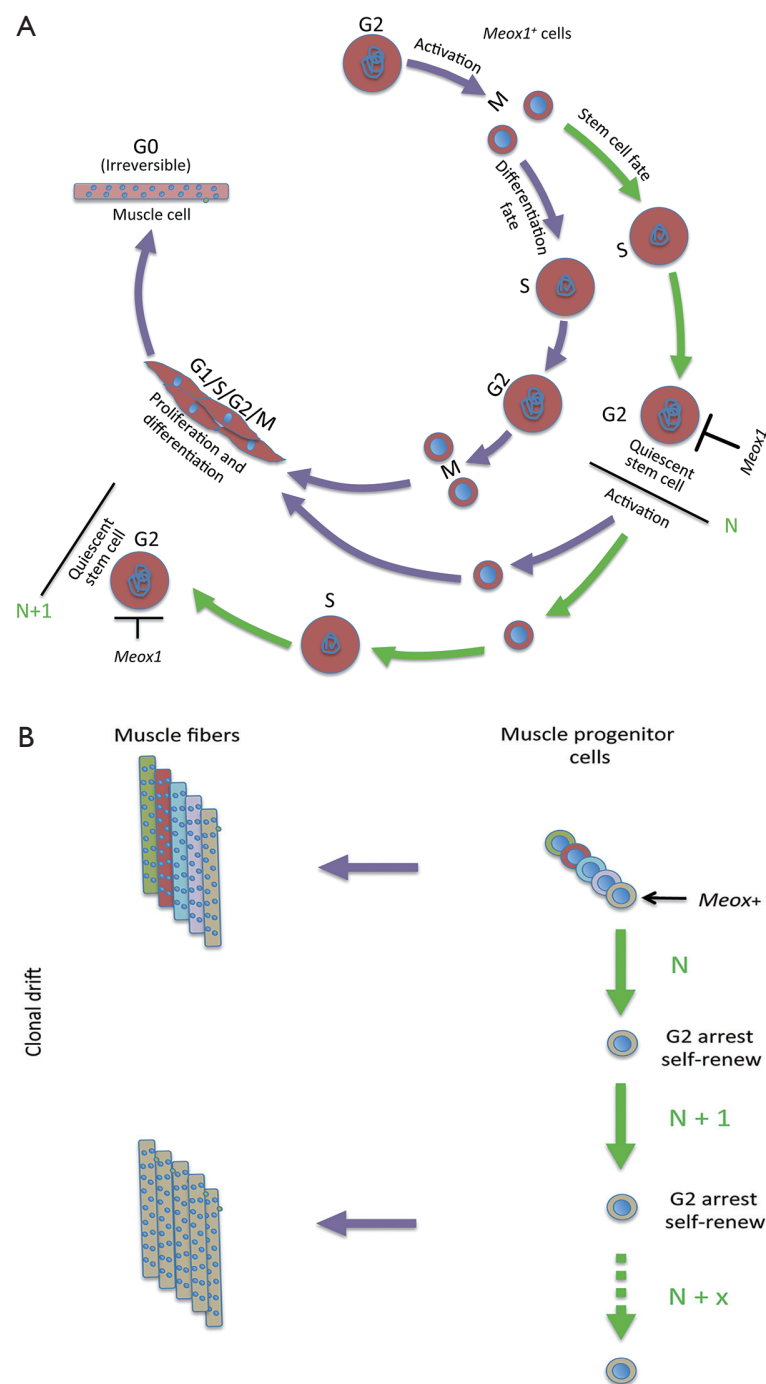 A
G2
Activation
Meox1+ cells
M
Stem cell fate
Differentiation
fate
S
S
G0
(Irreversible)
Muscle cell
G1/S/G2/M
Proliferation and
differentiation
G2
M
G2
Meox1
Quiescent
stem cell
Activation
N
Quiescent
stem cell
G2
N+1
Meox1
S
B
Muscle fibers
Muscle progenitor
cells
Meox+
N
Clonal drift
G2 arrest
self-renew
N + 1
G2 arrest
self-renew
N + x